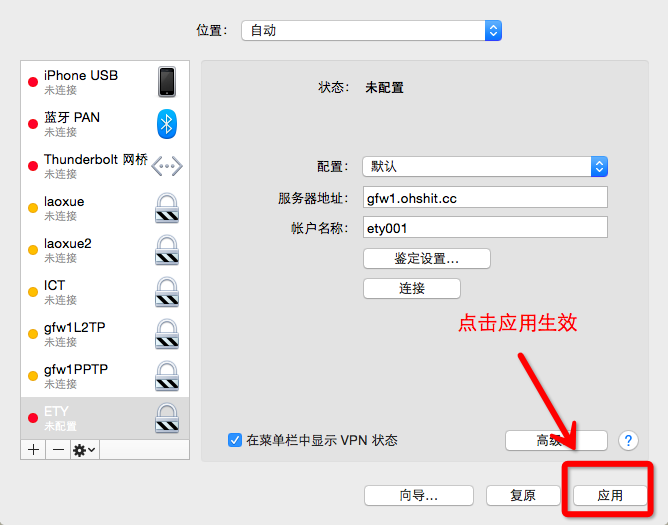 位置： 自动
iPhone USB
未连接
蓝牙 PAN
未连接
Thunderbolt 网桥
未连接
laoxue
未连接
laoxue2
未连接
ICT
未连接
gfw1L2TP
未连接
gfw1PPTP
未连接
ETY
未配置
状态： 未配置
配置： 默认
服务器地址： gfw1.ohshit.cc
帐户名称： ety001
鉴定设置...
连接
点击应用生效
在菜单栏中显示 VPN 状态
高级
?
向导...
复原
应用